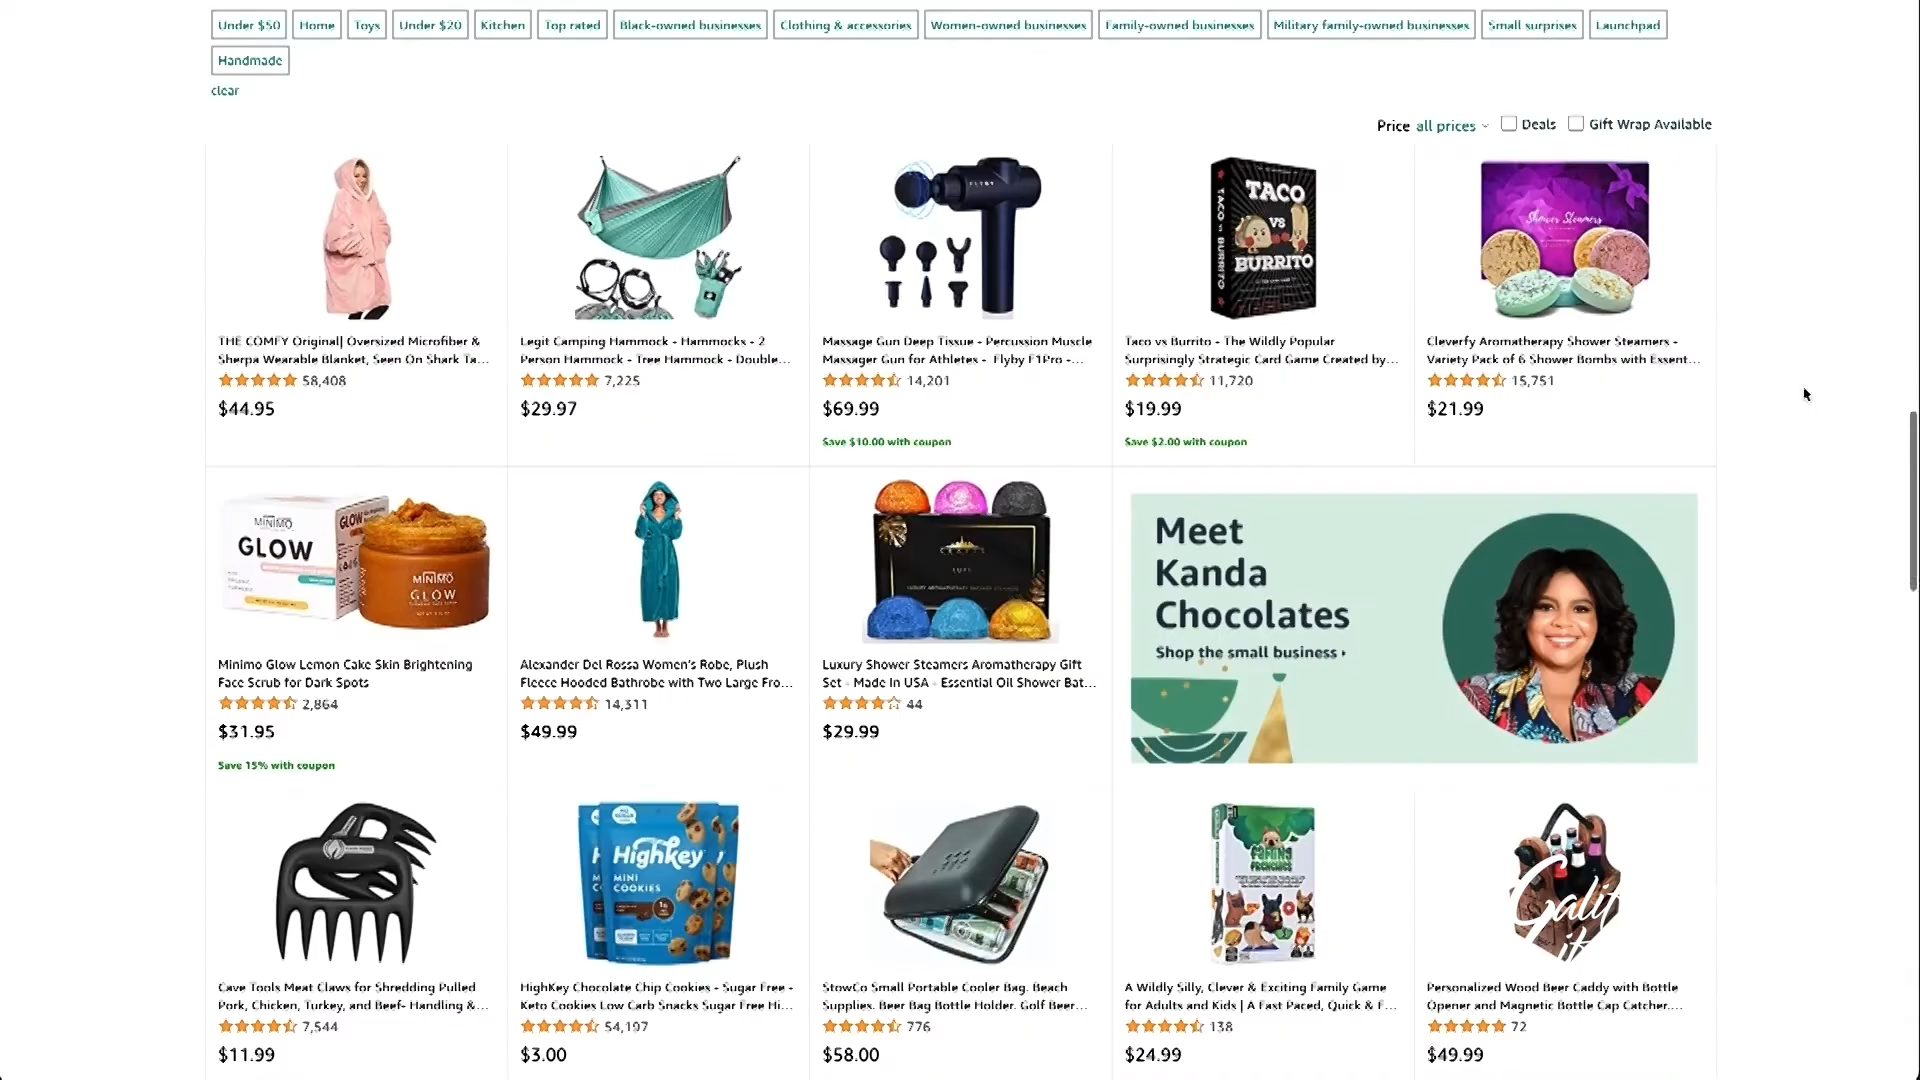 Under $50 Home Toys Under $20 Kitchen Top rated Black-owned businesses Clothing & accessories Women-owned businesses Family-owned businesses Military family-owned businesses Small surprises Launchpad
Handmade
clear
Price all prices Deals Gift Wrap Available
TACO
VS
BURRITO
TACO VS BURRITO
Shower Steamers
FLYBY
THE COMFY Original| Oversized Microfiber &
Sherpa Wearable Blanket, Seen On Shark Ta...
58,408
$44.95
Legit Camping Hammock - Hammocks - 2
Person Hammock - Tree Hammock - Double...
7,225
$29.97
Massage Gun Deep Tissue - Percussion Muscle
Massager Gun for Athletes - Flyby F1Pro -...
14,201
$69.99
Save $10.00 with coupon
Taco vs Burrito - The Wildly Popular
Surprisingly Strategic Card Game Created by...
11,720
$19.99
Save $2.00 with coupon
Cleverfy Aromatherapy Shower Steamers -
Variety Pack of 6 Shower Bombs with Essent...
15,751
$21.99
MINIMO
GLOW
GLOW
MINIMO
GLOW
Meet
Kanda
Chocolates
Shop the small business
Minimo Glow Lemon Cake Skin Brightening
Face Scrub for Dark Spots
2,864
$31.95
Save 15% with coupon
Alexander Del Rossa Women's Robe, Plush
Fleece Hooded Bathrobe with Two Large Fro...
14,311
$49.99
Luxury Shower Steamers Aromatherapy Gift
Set - Made In USA - Essential Oil Shower Bat...
44
$29.99
Highkey
MINI
COOKIES
Cave Tools Meat Claws for Shredding Pulled
Pork, Chicken, Turkey, and Beef- Handling &...
7,544
$11.99
HighKey Chocolate Chip Cookies - Sugar Free -
Keto Cookies Low Carb Snacks Sugar Free Hi...
54,197
$3.00
StowCo Small Portable Cooler Bag. Beach
Supplies. Beer Bag Bottle Holder. Golf Beer...
776
$58.00
A Wildly Silly, Clever & Exciting Family Game
for Adults and Kids | A Fast Paced, Quick & F...
138
$24.99
Personalized Wood Beer Caddy with Bottle
Opener and Magnetic Bottle Cap Catcher....
72
$49.99